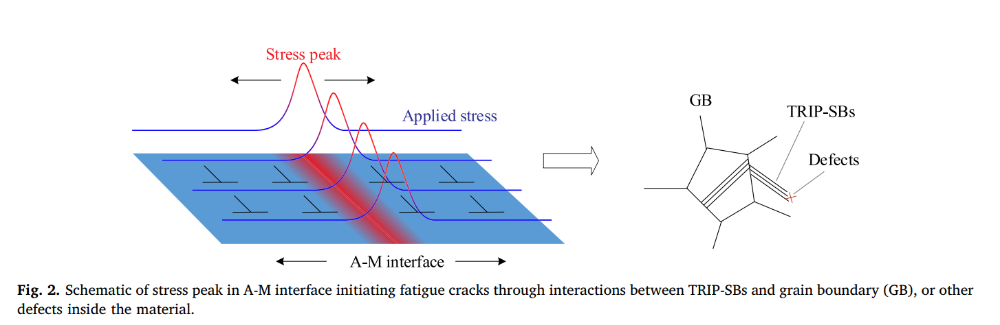 Stress peak
Applied stress
A-M interface
GB
TRIP-SBs
Defects
Fig. 2. Schematic of stress peak in A-M interface initiating fatigue cracks through interactions between TRIP-SBs and grain boundary (GB), or other
defects inside the material.